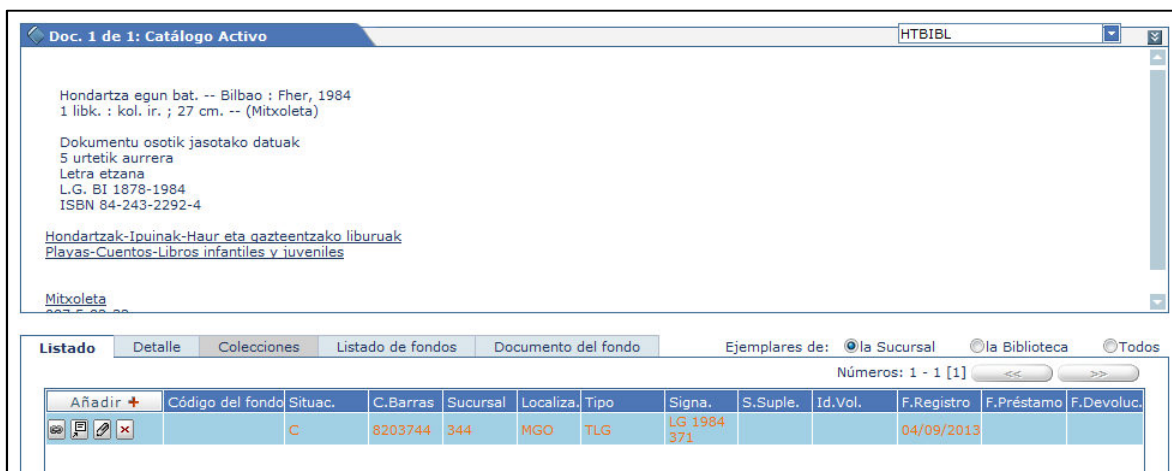 Doc. 1 de 1: Catálogo Activo
HTBIBL
Hondartza egun bat. -- Bilbao : Fher, 1984
1 libk. : kol. ir. ; 27 cm. -- (Mitxoleta)
Dokumentu osotik jasotako datuak
5 urtetik aurrera
Letra etzana
L.G. BI 1878-1984
ISBN 84-243-2292-4
Hondartzak-Ipuinak-Haur eta gazteentzako liburuak
Playas-Cuentos-Libros infantiles y juveniles
Mitxoleta
Listado Detalle Colecciones Listado de fondos Documento del fondo Ejemplares de: la Sucursal la Biblioteca Todos
Números: 1 - 1 [1] << >>
Añadir + Código del fondo Situac. C.Barras Sucursal Localiza. Tipo Signa. S.Suple. Id.Vol. F.Registro F.Préstamo F.Devoluc.
C 8203744 344 MGO TLG LG 1984 04/09/2013
371